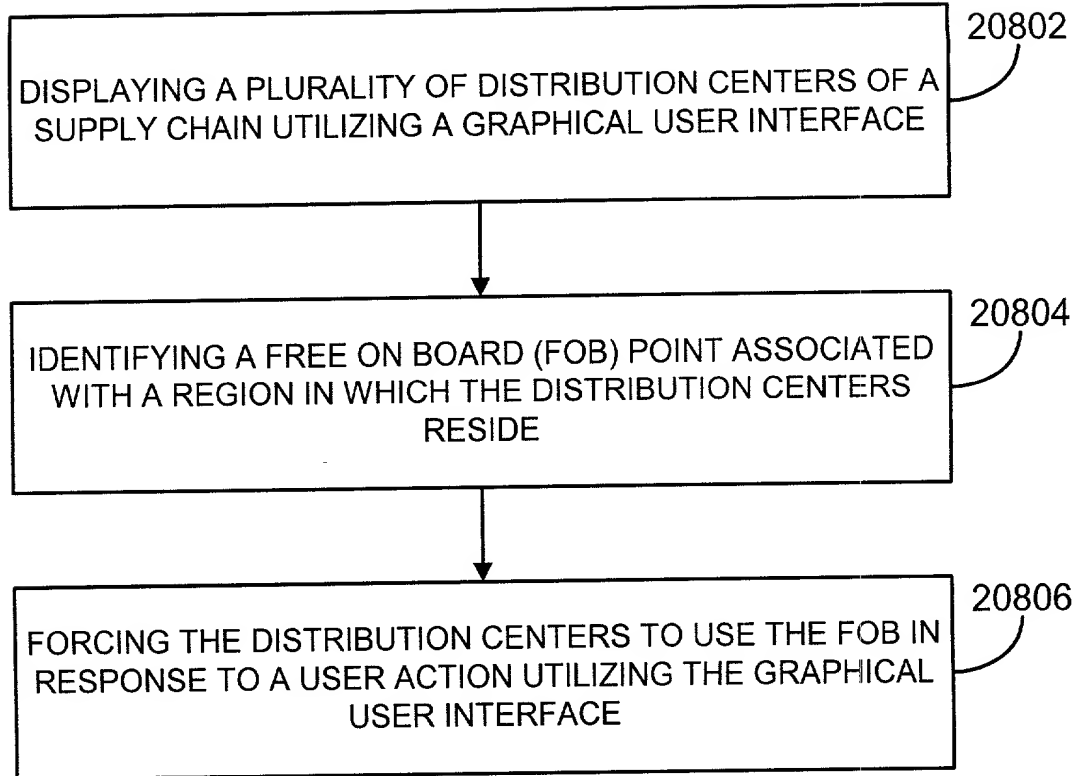 20802
DISPLAYING A PLURALITY OF DISTRIBUTION CENTERS OF A
SUPPLY CHAIN UTILIZING A GRAPHICAL USER INTERFACE
20804
IDENTIFYING A FREE ON BOARD (FOB) POINT ASSOCIATED
WITH A REGION IN WHICH THE DISTRIBUTION CENTERS
RESIDE
20806
FORCING THE DISTRIBUTION CENTERS TO USE THE FOB IN
RESPONSE TO A USER ACTION UTILIZING THE GRAPHICAL
USER INTERFACE